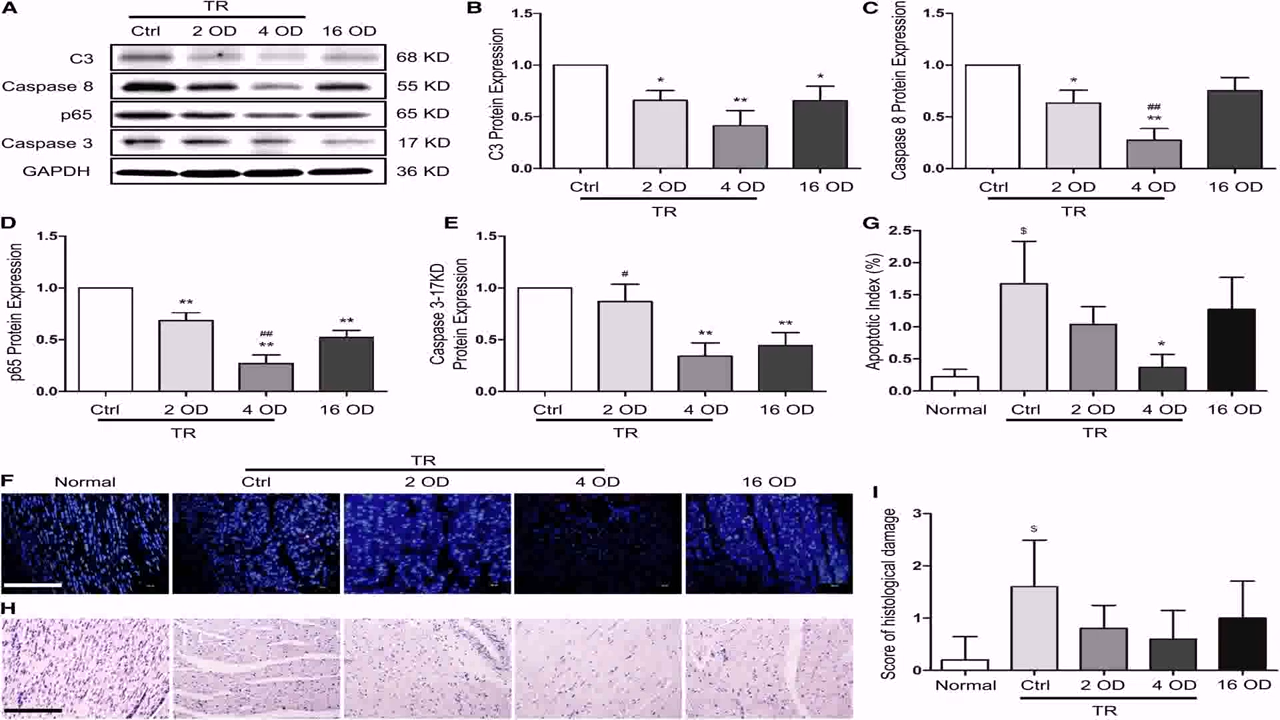 A
TR
Ctrl 2 OD 4 OD 16 OD
C3 68 KD
Caspase 8 55 KD
p65 65 KD
Caspase 3 17 KD
GAPDH 36 KD
B
C3 Protein Expression
1.5
1.0
0.5
0.0
*
**
*
Ctrl 2 OD 4 OD 16 OD
TR
C
Caspase 8 Protein Expression
1.5
1.0
0.5
0.0
*
##
**
Ctrl 2 OD 4 OD 16 OD
TR
D
p65 Protein Expression
1.5
1.0
0.5
0.0
**
##
**
**
Ctrl 2 OD 4 OD 16 OD
TR
E
Caspase 3-17KD
Protein Expression
1.5
1.0
0.5
0.0
#
**
**
Ctrl 2 OD 4 OD 16 OD
TR
G
Apoptotic Index (%)
2.5
2.0
1.5
1.0
0.5
0.0
$
*
Normal Ctrl 2 OD 4 OD 16 OD
TR
F
TR
Normal Ctrl 2 OD 4 OD 16 OD
H
I
Score of histological damage
3
2
1
0
$
Normal Ctrl 2 OD 4 OD 16 OD
TR